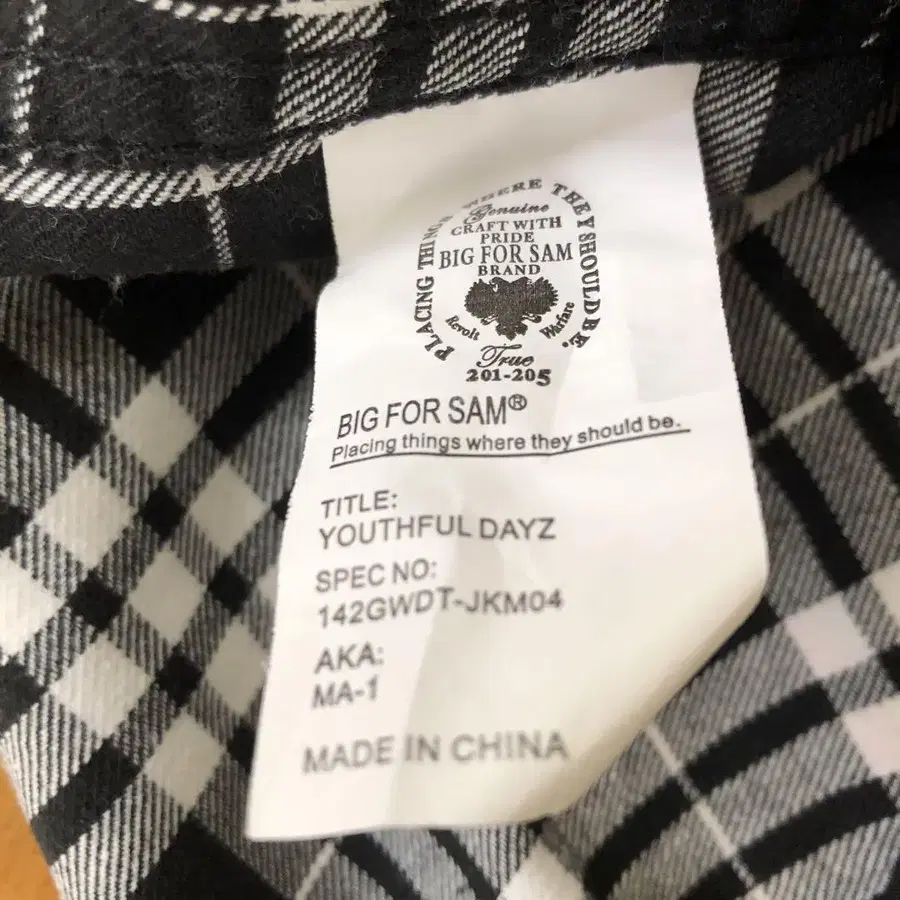 PLACING THINGS WHERE THEY SHOULD BE.
Genuine
CRAFT WITH
PRIDE
BIG FOR SAM
BRAND
Revolt Warfare
True
201-205
BIG FOR SAM®
Placing things where they should be.
TITLE:
YOUTHFUL DAYZ
SPEC NO:
142GWDT-JKM04
AKA:
MA-1
MADE IN CHINA